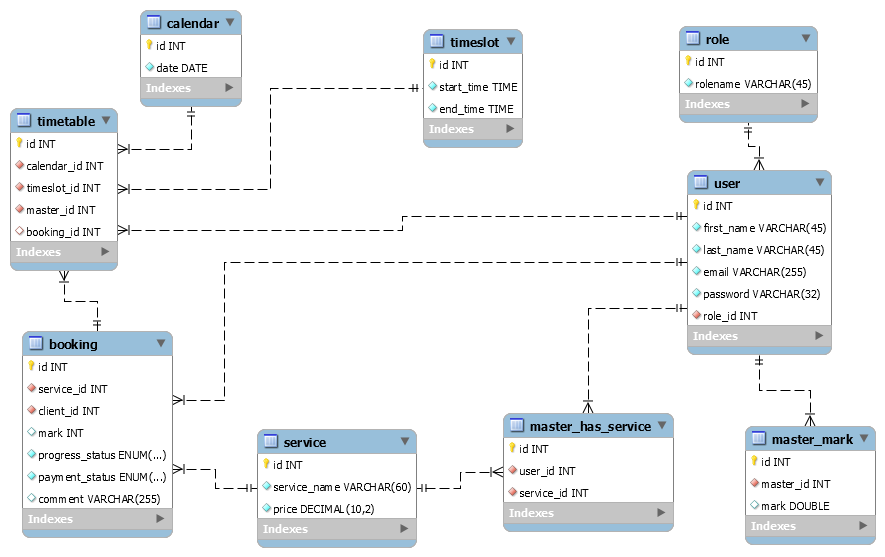 calendar
id INT
date DATE
Indexes
timeslot
id INT
start_time TIME
end_time TIME
Indexes
role
id INT
rolename VARCHAR(45)
Indexes
timetable
id INT
calendar_id INT
timeslot_id INT
master_id INT
booking_id INT
Indexes
user
id INT
first_name VARCHAR(45)
last_name VARCHAR(45)
email VARCHAR(255)
password VARCHAR(32)
role_id INT
Indexes
booking
id INT
service_id INT
client_id INT
mark INT
progress_status ENUM(...)
payment_status ENUM(...)
comment VARCHAR(255)
Indexes
service
id INT
service_name VARCHAR(60)
price DECIMAL(10,2)
Indexes
master_has_service
id INT
user_id INT
service_id INT
Indexes
master_mark
id INT
master_id INT
mark DOUBLE
Indexes